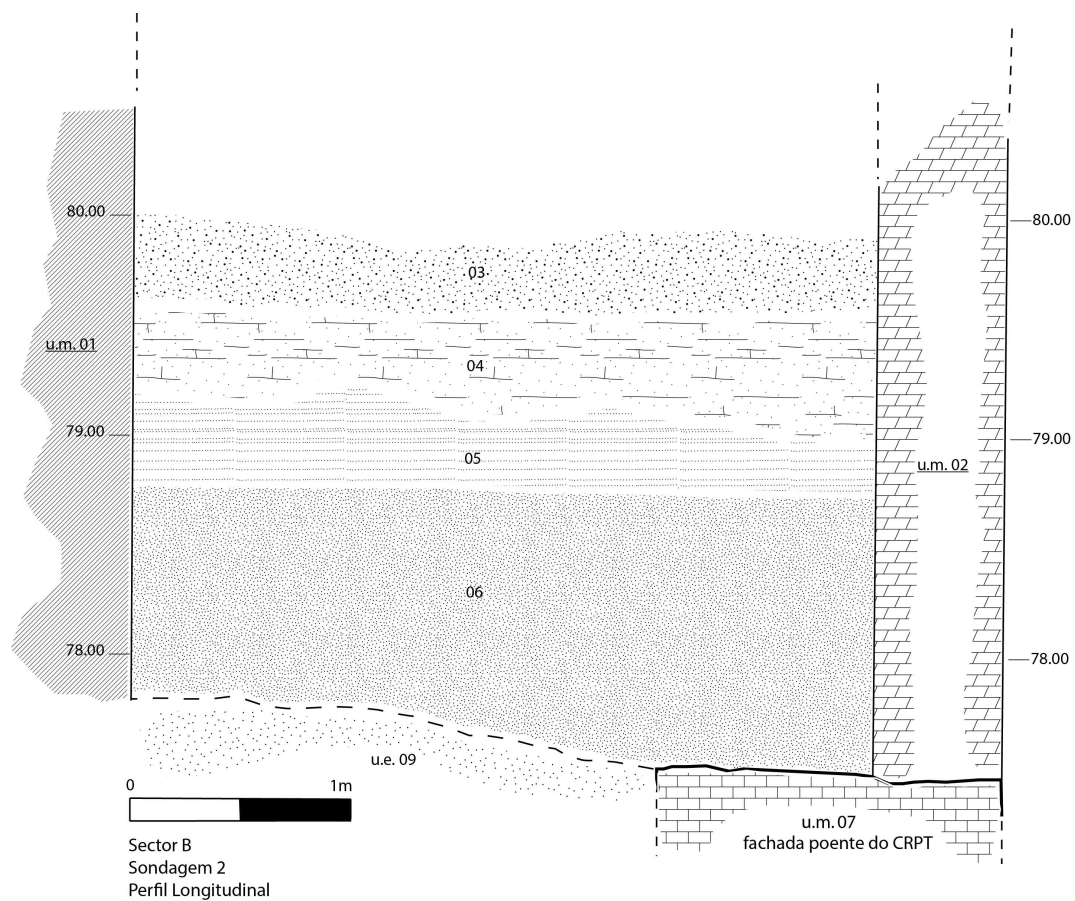 80.00
80.00
03
u.m. 01
04
79.00
79.00
05
u.m. 02
06
78.00
78.00
u.e. 09
0
1m
u.m. 07
fachada poente do CRPT
Sector B
Sondagem 2
Perfil Longitudinal